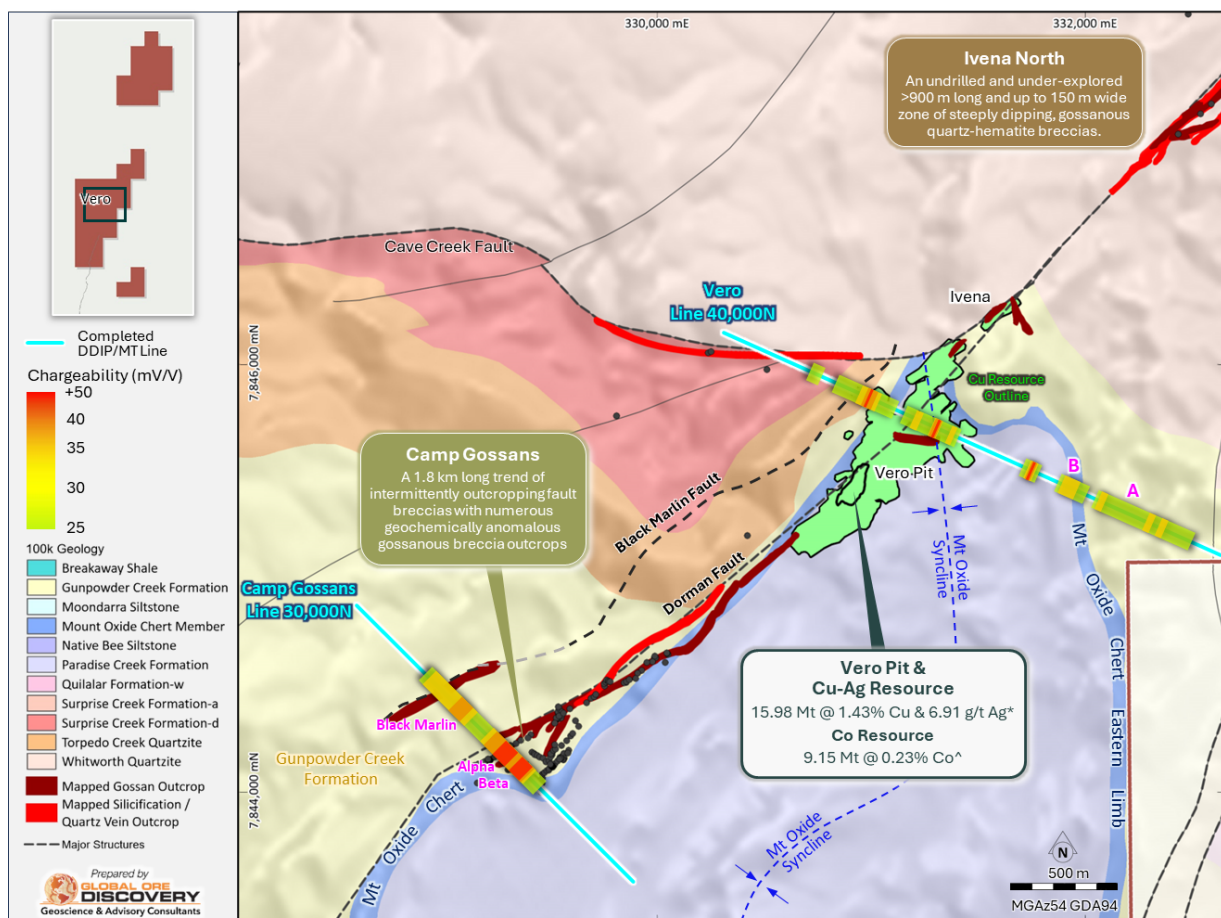 330,000 mE
332,000 mE
7,846,000 mN
7,844,000 mN
Vero
Completed
DDIP/MT Line
Chargeability (mV/V)
+50
40
35
30
25
100k Geology
Breakaway Shale
Gunpowder Creek Formation
Moondarra Siltstone
Mount Oxide Chert Member
Native Bee Siltstone
Paradise Creek Formation
Quilalar Formation-w
Surprise Creek Formation-a
Surprise Creek Formation-d
Torpedo Creek Quartzite
Whitworth Quartzite
Mapped Gossan Outcrop
Mapped Silicification /
Quartz Vein Outcrop
Major Structures
Prepared by
GLOBAL ORE
DISCOVERY
Geoscience & Advisory Consultants
Ivena North
An undrilled and under-explored
>900 m long and up to 150 m wide
zone of steeply dipping, gossanous
quartz-hematite breccias.
Cave Creek Fault
Vero
Line 40,000N
Ivena
Cu Resource
Outline
Camp Gossans
A 1.8 km long trend of
intermittently outcropping fault
breccias with numerous
geochemically anomalous
gossanous breccia outcrops
Vero Pit
B
A
Black Marlin Fault
Dorman Fault
Mt Oxide
Syncline
Camp Gossans
Line 30,000N
Vero Pit &
Cu-Ag Resource
15.98 Mt @ 1.43% Cu & 6.91 g/t Ag*
Co Resource
9.15 Mt @ 0.23% Co^
Black Marlin
Gunpowder Creek
Formation
Alpha
Beta
Mt Oxide Chert
Mt Oxide
Syncline
Mt Oxide Chert Eastern Limb
N
500 m
MGAz54 GDA94